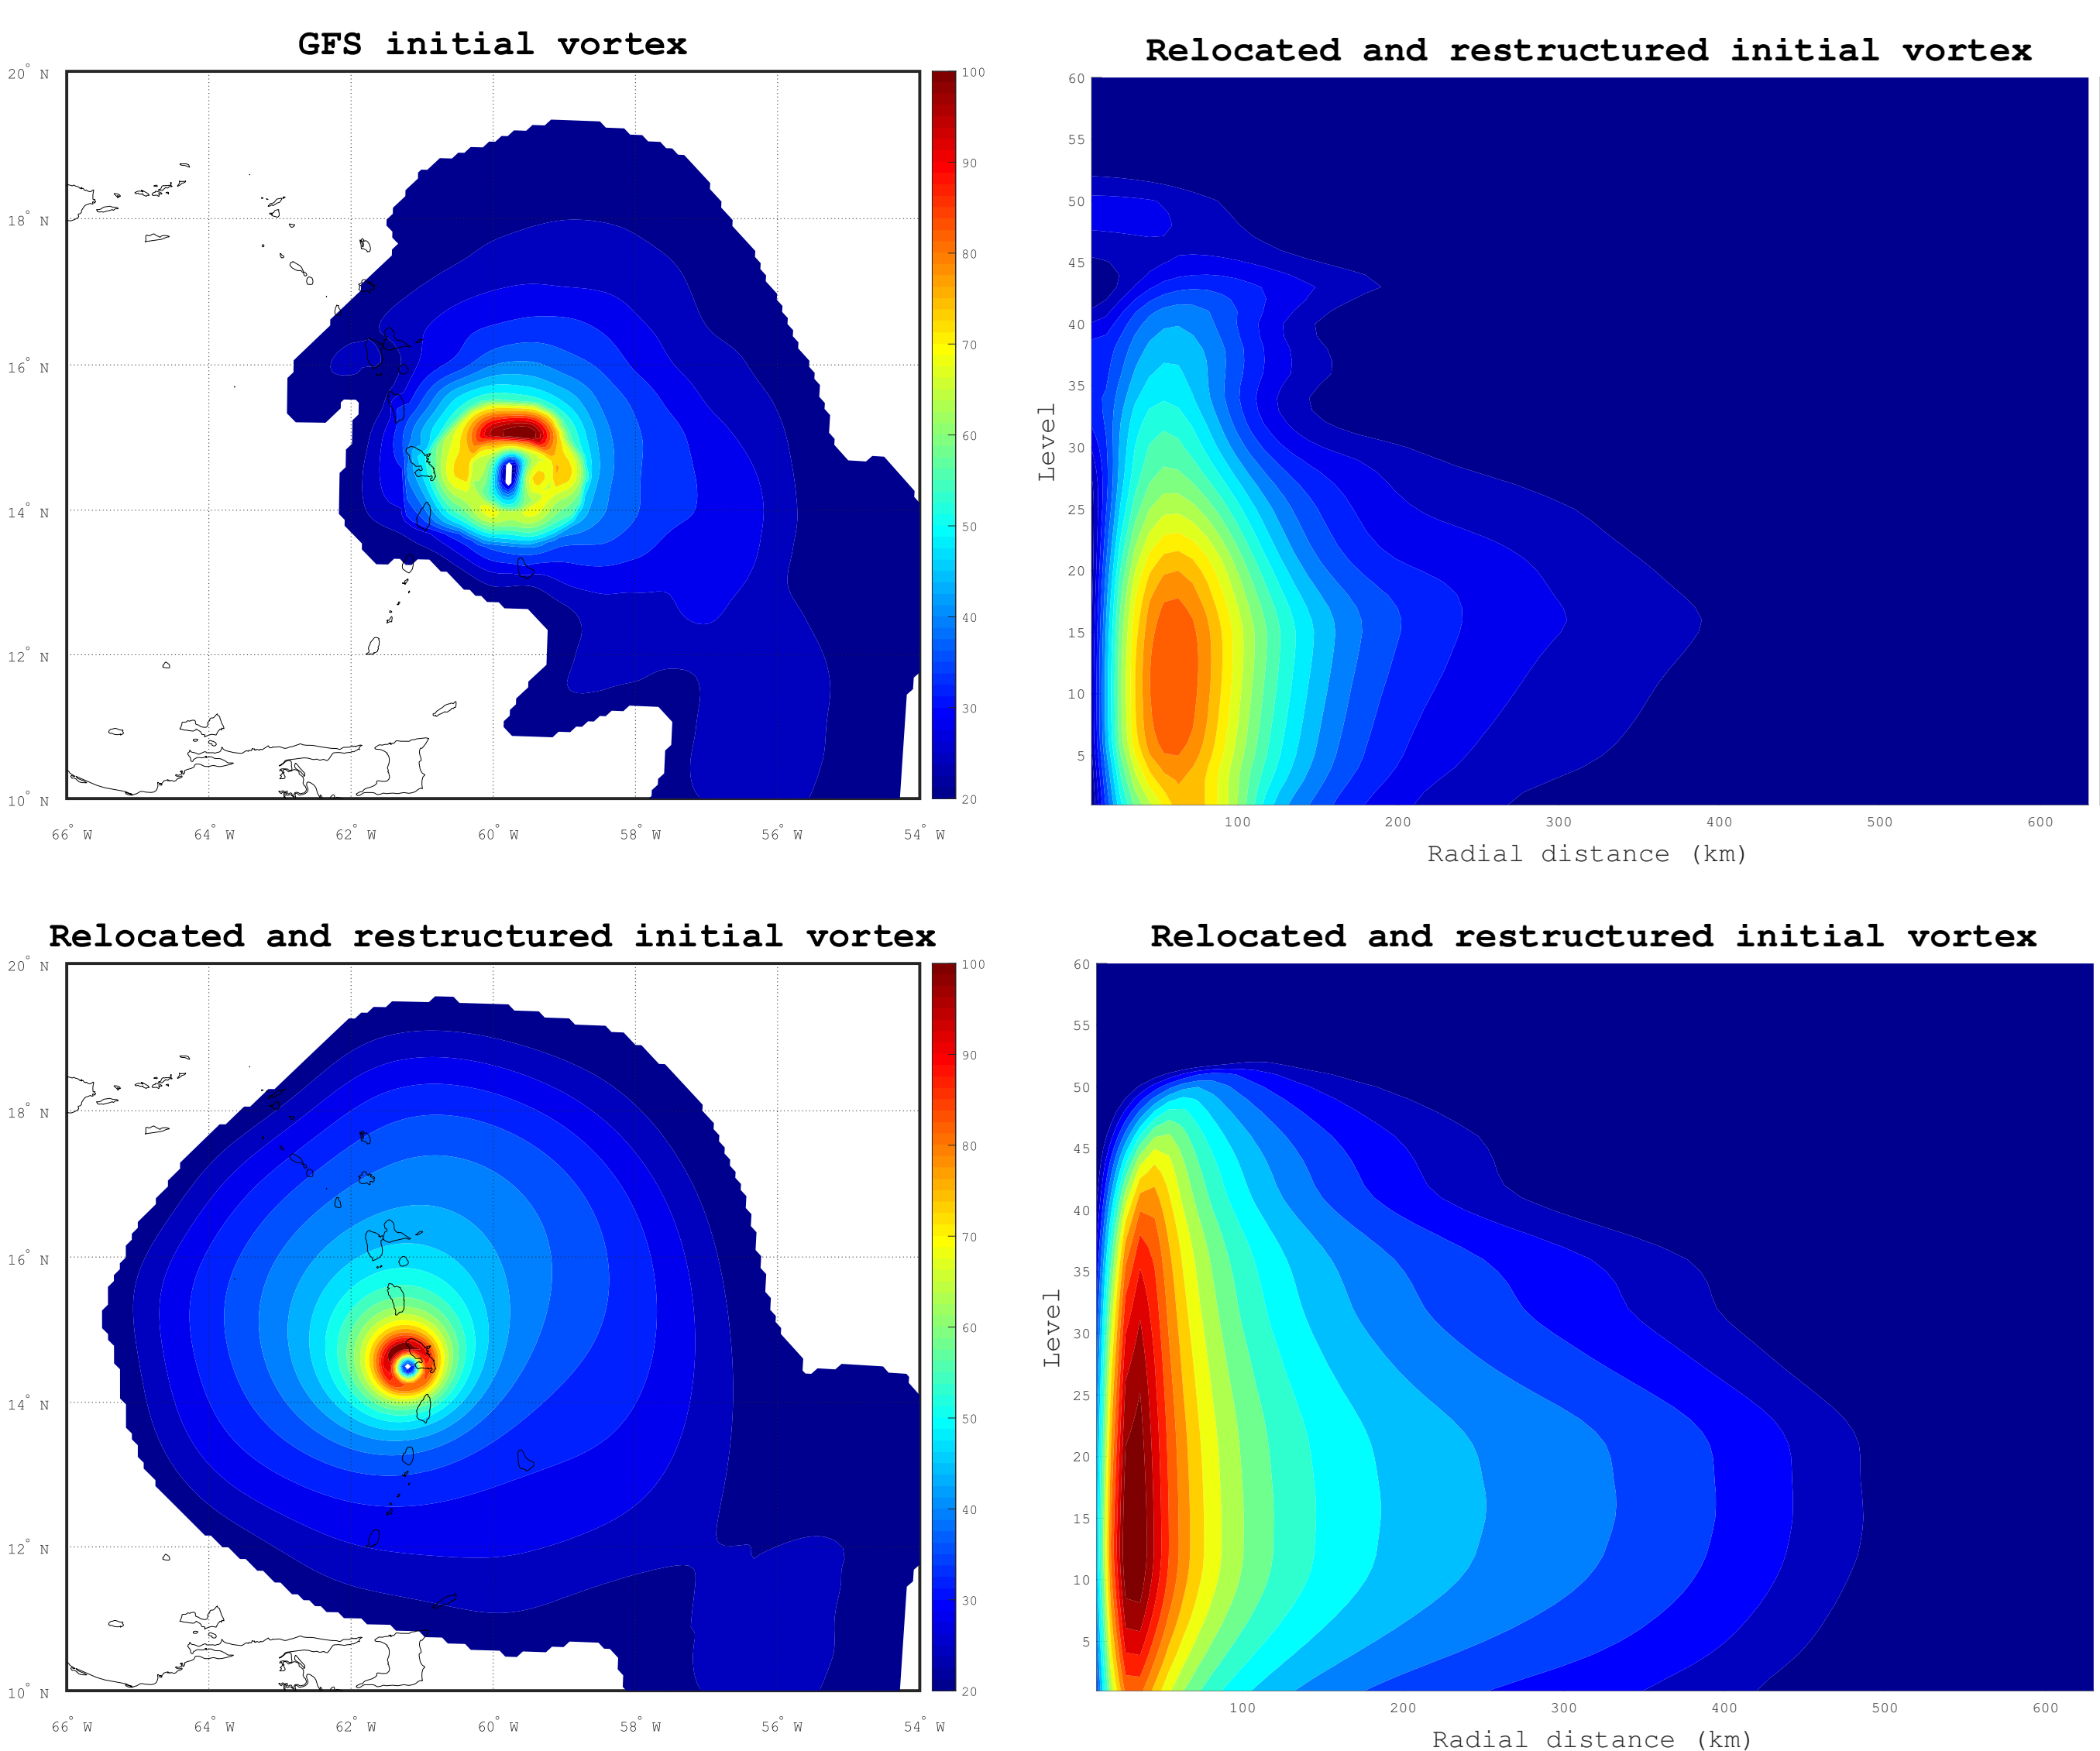 GFS initial vortex
20° N
18° N
16° N
14° N
12° N
10° N
66° W
64° W
62° W
60° W
58° W
56° W
54° W
100
90
80
70
60
50
40
30
20
Relocated and restructured initial vortex
Level
60
55
50
45
40
35
30
25
20
15
10
5
100
200
300
400
500
600
Radial distance (km)
Relocated and restructured initial vortex
20° N
18° N
16° N
14° N
12° N
10° N
66° W
64° W
62° W
60° W
58° W
56° W
54° W
100
90
80
70
60
50
40
30
20
Relocated and restructured initial vortex
Level
60
55
50
45
40
35
30
25
20
15
10
5
100
200
300
400
500
600
Radial distance (km)